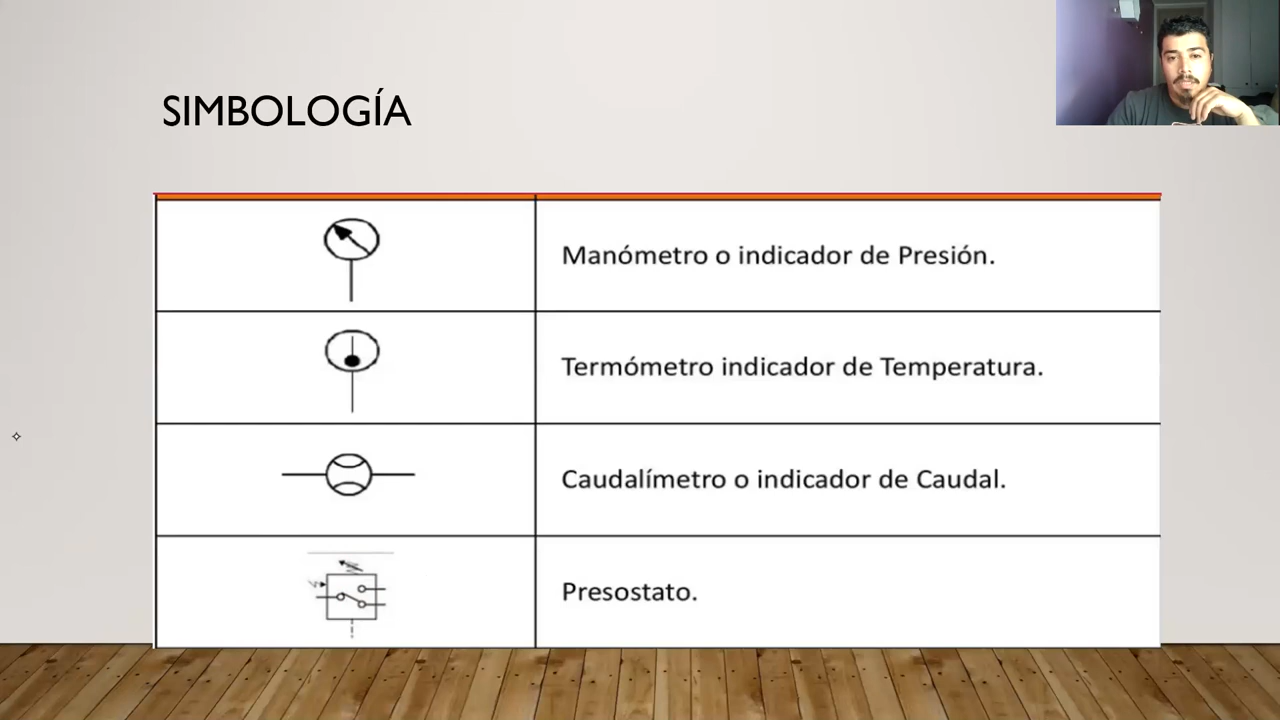 SIMBOLOGÍA
Manómetro o indicador de Presión.
Termómetro indicador de Temperatura.
Caudalímetro o indicador de Caudal.
Presostato.